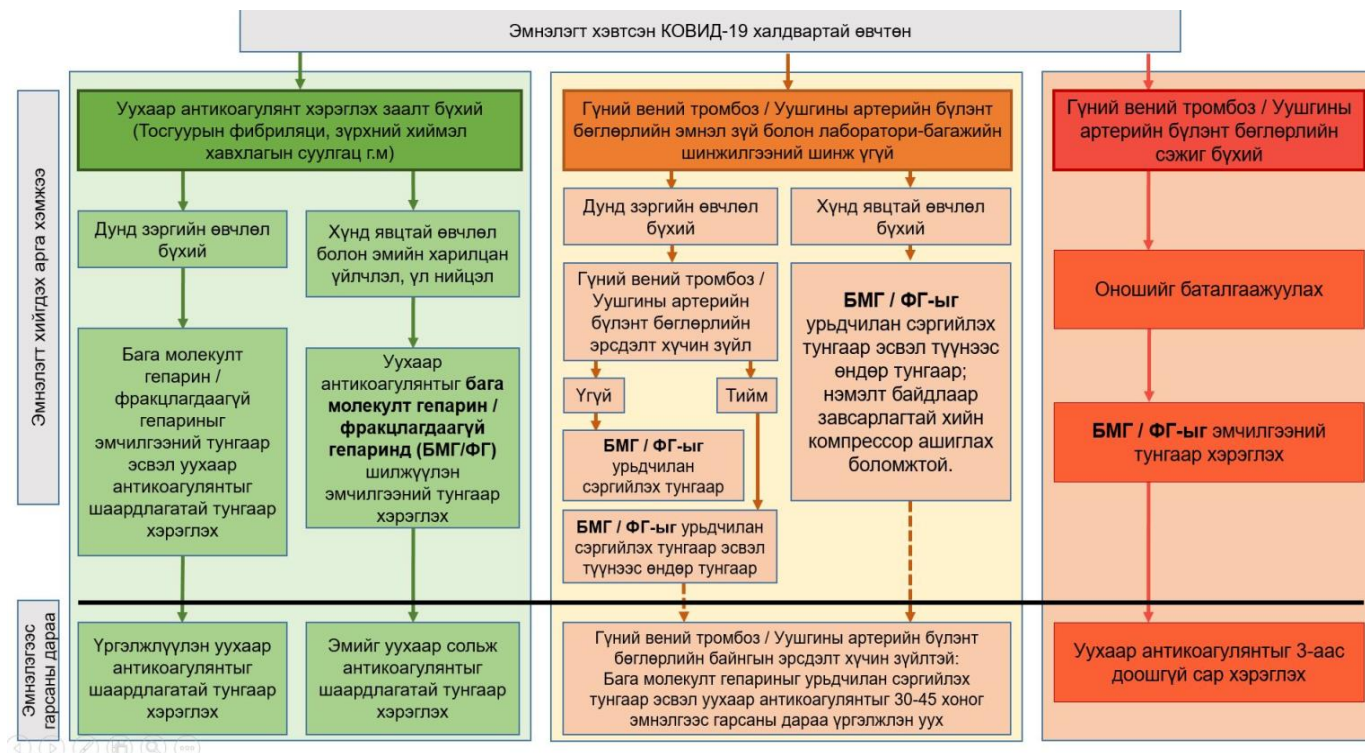 Эмнэлэгт хэвтсэн КОВИД-19 халдвартай өвчтөн
Эмнэлэгт хийгдэх арга хэмжээ
Уухаар антикоагулянт хэрэглэх заалт бүхий
(Тосгуурын фибриляци, зүрхний хиймэл
хавхлагын суулгац г.м)
Дунд зэргийн өвчлөл
бүхий
Бага молекулт
гепарин /
фракцлагдаагүй
гепариныг
эмчилгээний тунгаар
эсвэл уухаар
антикоагулянтыг
шаардлагатай тунгаар
хэрэглэх
Хүнд явцтай өвчлөл
болон эмийн харилцан
үйлчлэл, үл нийцэл
Уухаар
антикоагулянтыг бага
молекулт гепарин /
фракцлагдаагүй
гепаринд (БМГ/ФГ)
шилжүүлэн
эмчилгээний тунгаар
хэрэглэх
Гүний вений тромбоз / Уушгины артерийн бүлэнт
бөглөрлийн эмнэл зүй болон лаборатори-багажийн
шинжилгээний шинж үгүй
Дунд зэргийн өвчлөл
бүхий
Гүний вений тромбоз /
Уушгины артерийн
бүлэнт бөглөрлийн
эрсдэлт хүчин зүйл
Үгүй
Тийм
БМГ / ФГ-ыг
урьдчилан
сэргийлэх тунгаар
БМГ / ФГ-ыг урьдчилан
сэргийлэх тунгаар эсвэл
түүнээс өндөр тунгаар
Хүнд явцтай өвчлөл
бүхий
БМГ / ФГ-ыг
урьдчилан сэргийлэх
тунгаар эсвэл түүнээс
өндөр тунгаар;
нэмэлт байдлаар
завсарлагтай хийн
компрессор ашиглах
боломжтой.
Гүний вений тромбоз / Уушгины
артерийн бүлэнт бөглөрлийн
сэжиг бүхий
Оношийг баталгаажуулах
БМГ / ФГ-ыг эмчилгээний
тунгаар хэрэглэх
Эмнэлэгээс
гарсаны дараа
Үргэлжлүүлэн уухаар
антикоагулянтыг
шаардлагатай тунгаар
хэрэглэх
Эмийг уухаар сольж
антикоагулянтыг
шаардлагатай тунгаар
хэрэглэх
Гүний вений тромбоз / Уушгины артерийн бүлэнт
бөглөрлийн байнгын эрсдэлт хүчин зүйлтэй:
Бага молекулт гепариныг урьдчилан сэргийлэх
тунгаар эсвэл уухаар антикоагулянтыг 30-45 хоног
эмнэлгээс гарсаны дараа үргэлжлэн уух
Уухаар антикоагулянтыг 3-аас
доошгүй сар хэрэглэх